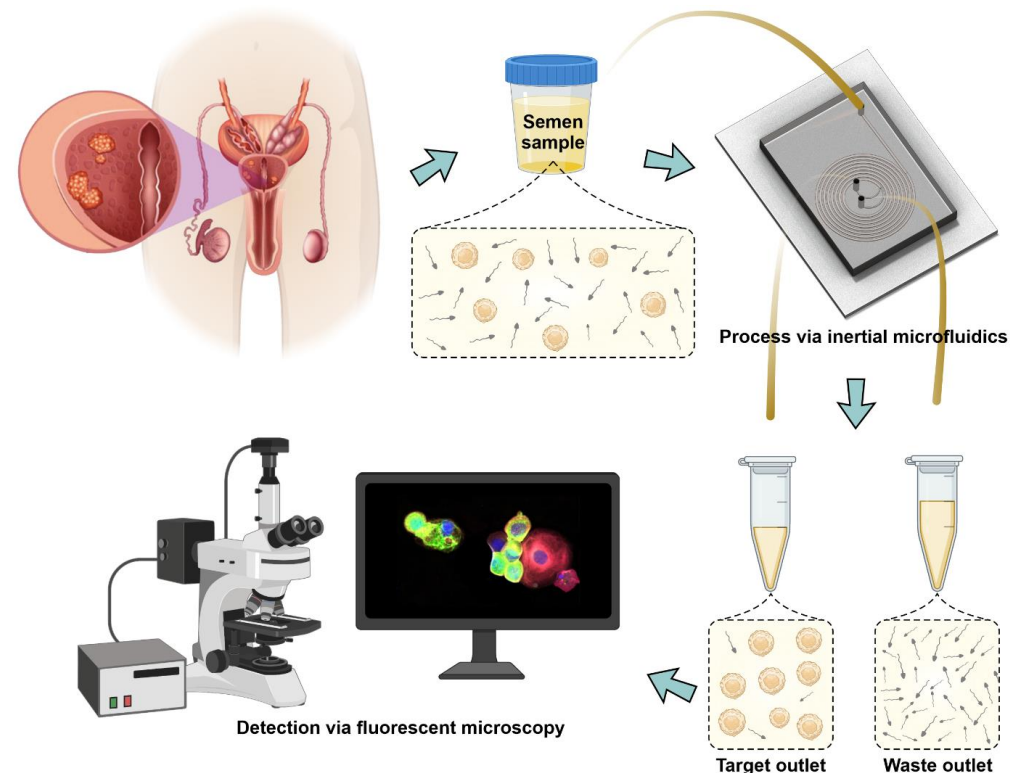 Semen
sample
Process via inertial microfluidics
Detection via fluorescent microscopy
Target outlet
Waste outlet